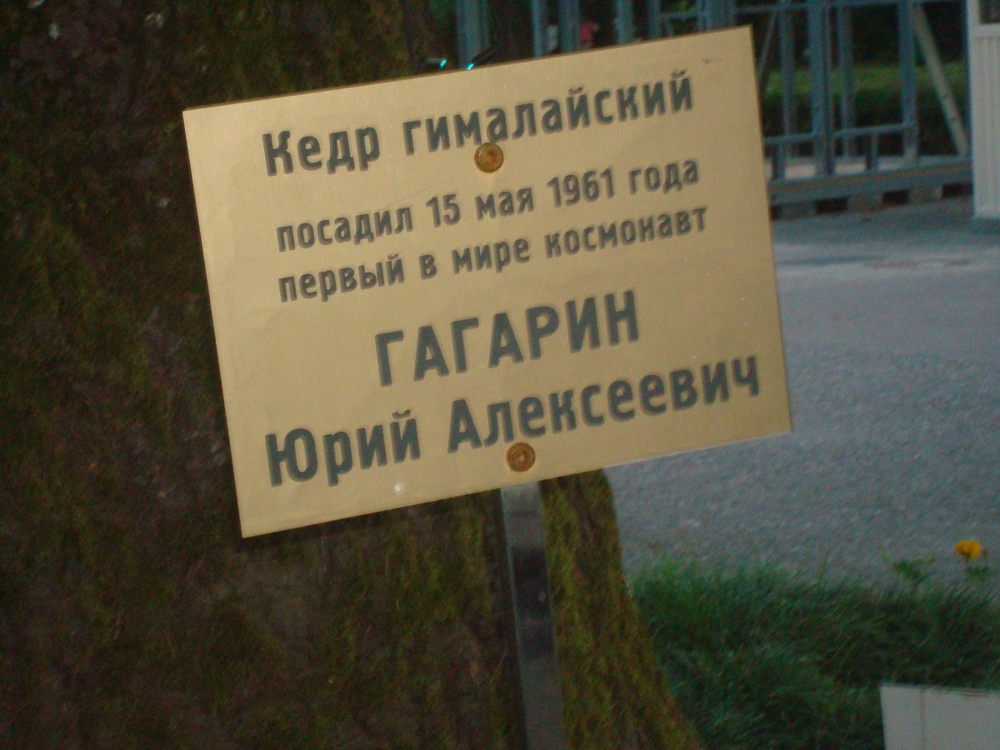 Кедр гималайский
посадил 15 мая 1961 года
первый в мире космонавт
ГАГАРИН
Юрий Алексеевич